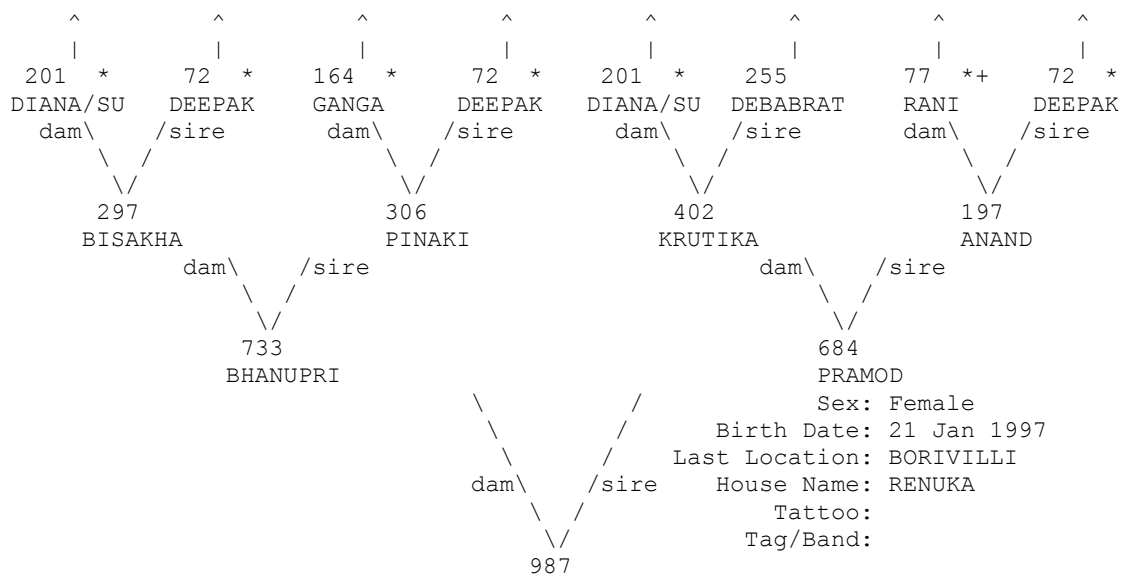 ^ ^ ^ ^ ^ ^ ^ ^
| | | | | | | |
201 * 72 * 164 * 72 * 201 * 255 77 *+ 72 *
DIANA/SU DEEPAK GANGA DEEPAK DIANA/SU DEBABRAT RANI DEEPAK
dam\ /sire dam\ /sire dam\ /sire dam\ /sire
\ / \ / \ / \ /
\/ \/ \/ \/
297 306 402 197
BISAKHA PINAKI KRUTIKA ANAND
dam\ /sire dam\ /sire
\ / \ /
\/ \/
733 684
BHANUPRI PRAMOD
\ / Sex: Female
\ / Birth Date: 21 Jan 1997
\ / Last Location: BORIVILLI
dam\ /sire House Name: RENUKA
\ / Tattoo:
\/ Tag/Band:
987